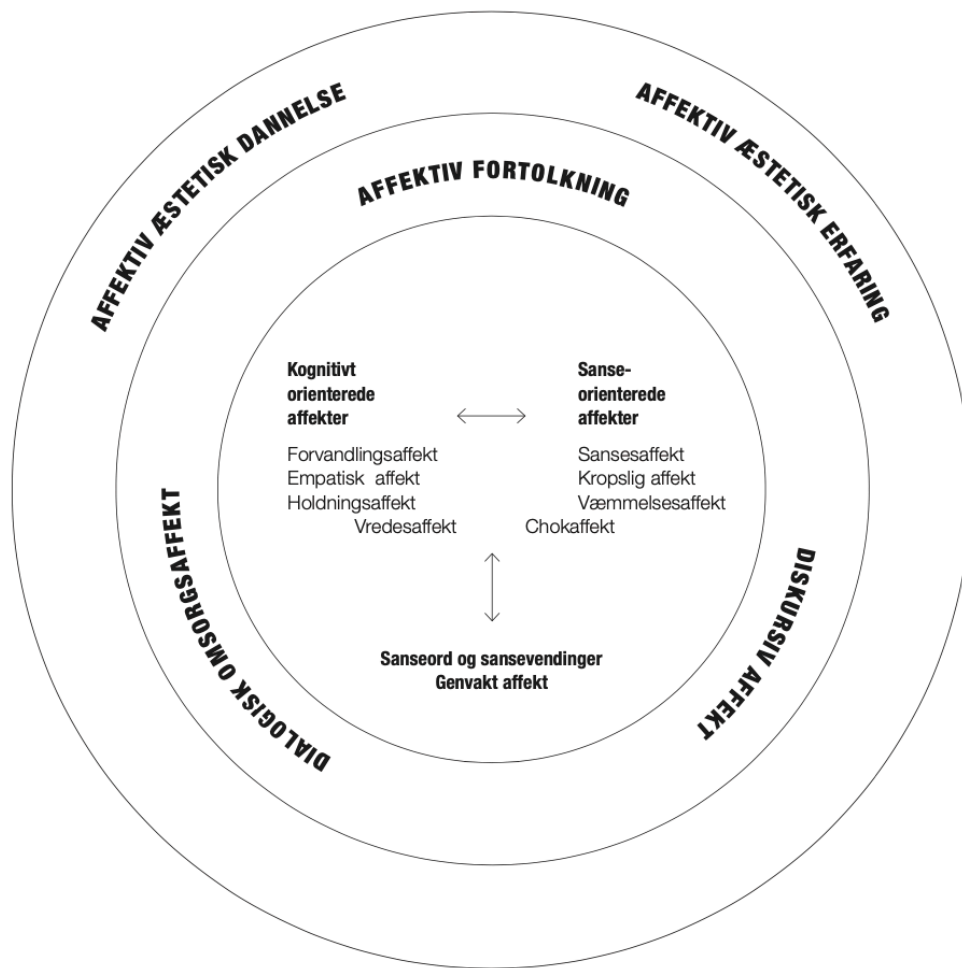 AFFEKTIV ÆSTETISK DANNELSE
AFFEKTIV ÆSTETISK ERFARING
AFFEKTIV FORTOLKNING
Kognitivt
orienterede
affekter
Forvandlingsaffekt
Empatisk affekt
Holdningsaffekt
Vredesaffekt
Sanse-
orienterede
affekter
Sansesaffekt
Kropslig affekt
Væmmelsesaffekt
Chokaffekt
Sanseord og sansevendinger
Genvakt affekt
DIALOGISK OMSORGSAFFEKT
DISKURSIV AFFEKT